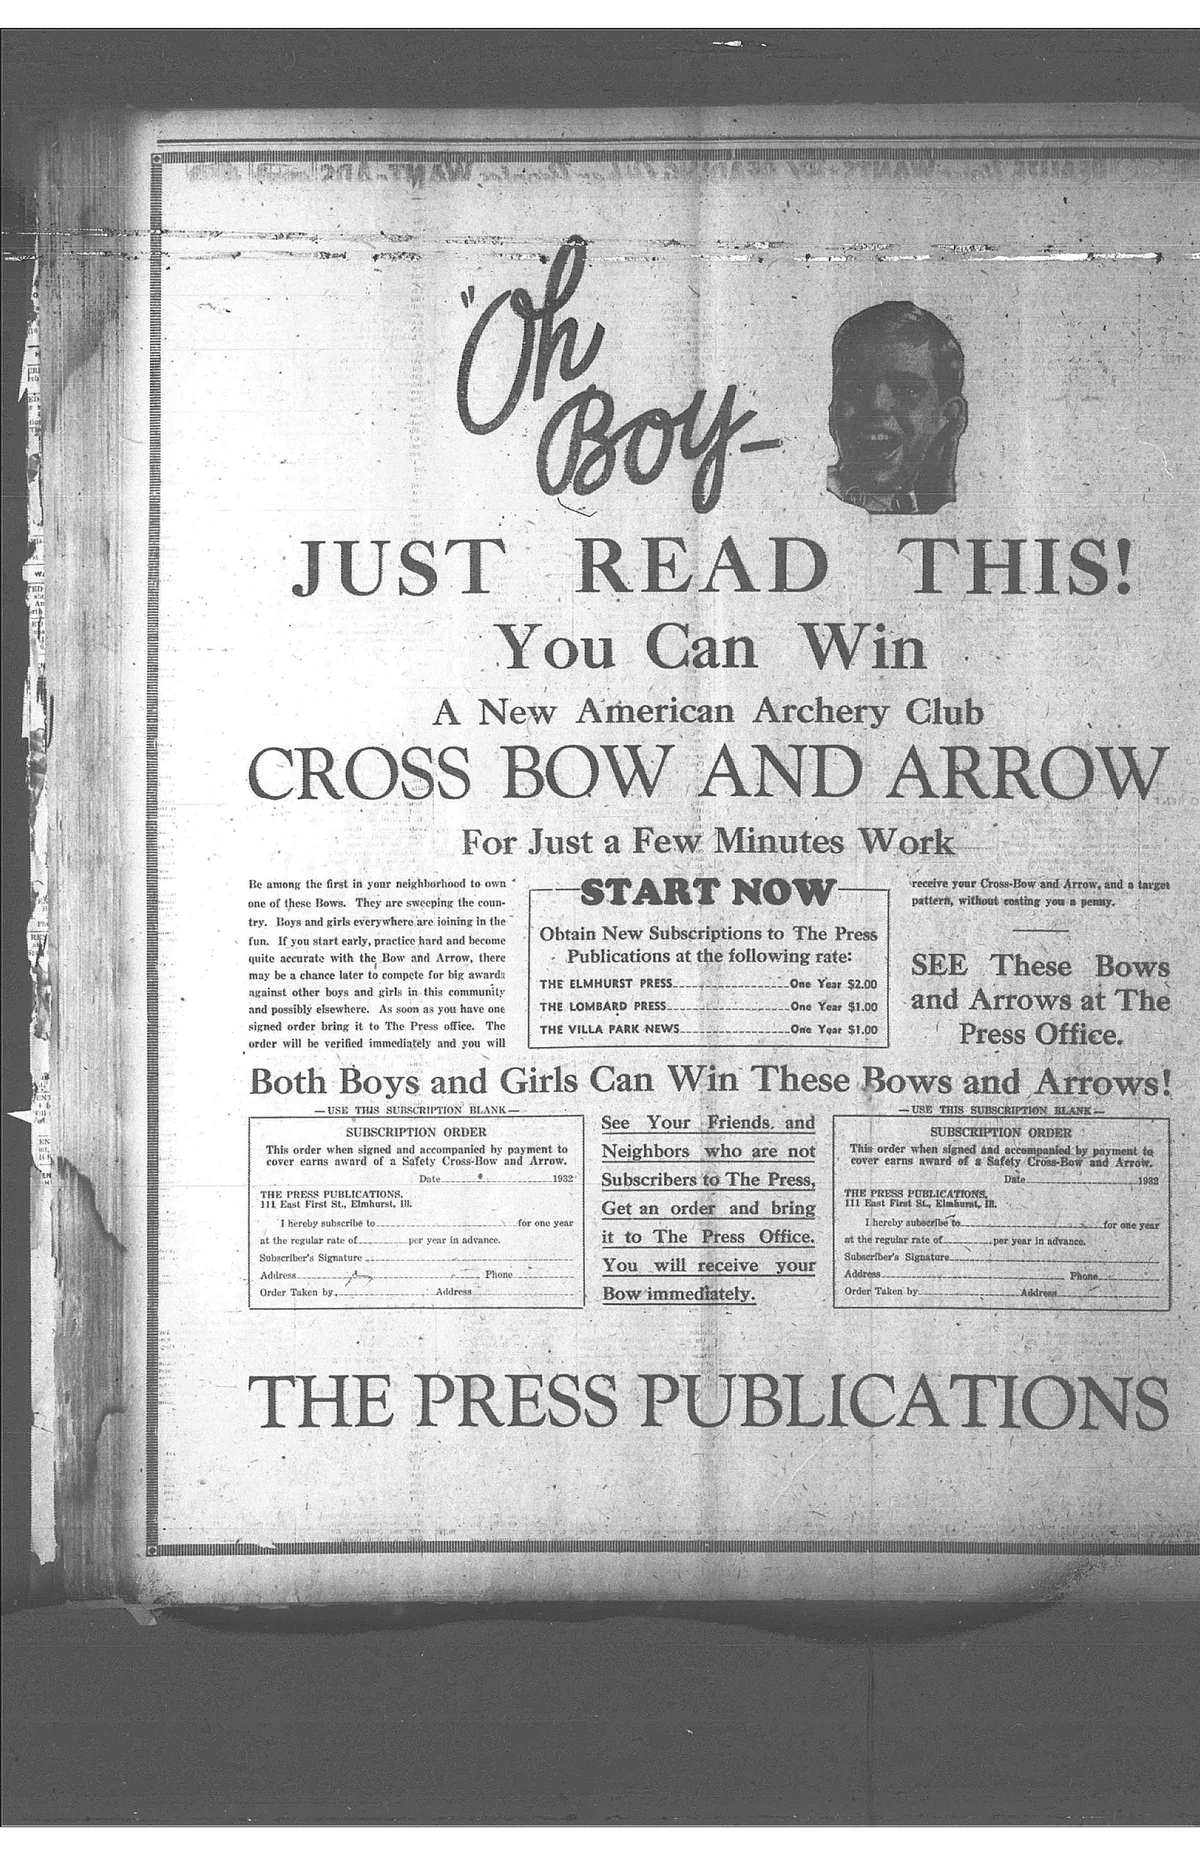 "Oh
Boy—
JUST READ THIS!
You Can Win
A New American Archery Club
CROSS BOW AND ARROW
For Just a Few Minutes Work
Be among the first in your neighborhood to own
one of these Bows. They are sweeping the coun-
try. Boys and girls everywhere are joining in the
fun. If you start early, practice hard and become
quite accurate with the Bow and Arrow, there
may be a chance later to compete for big awards
against other boys and girls in this community
and possibly elsewhere. As soon as you have one
signed order bring it to The Press office. The
order will be verified immediately and you will
START NOW
Obtain New Subscriptions to The Press
Publications at the following rate:
THE ELMHURST PRESS One Year $2.00
THE LOMBARD PRESS One Year $1.00
THE VILLA PARK NEWS One Year $1.00
receive your Cross-Bow and Arrow, and a target
pattern, without costing you a penny.
SEE These Bows
and Arrows at The
Press Office.
Both Boys and Girls Can Win These Bows and Arrows!
—USE THIS SUBSCRIPTION BLANK—
SUBSCRIPTION ORDER
This order when signed and accompanied by payment to
cover earns award of a Safety Cross-Bow and Arrow.
Date 1932
THE PRESS PUBLICATIONS,
111 East First St., Elmhurst, Ill.
I hereby subscribe to for one year
at the regular rate of per year in advance.
Subscriber's Signature
Address Phone
Order Taken by Address
See Your Friends and
Neighbors who are not
Subscribers to The Press,
Get an order and bring
it to The Press Office.
You will receive your
Bow immediately.
—USE THIS SUBSCRIPTION BLANK—
SUBSCRIPTION ORDER
This order when signed and accompanied by payment to
cover earns award of a Safety Cross-Bow and Arrow.
Date 1932
THE PRESS PUBLICATIONS,
111 East First St., Elmhurst, Ill.
I hereby subscribe to for one year
at the regular rate of per year in advance.
Subscriber's Signature
Address Phone
Order Taken by Address
THE PRESS PUBLICATIONS